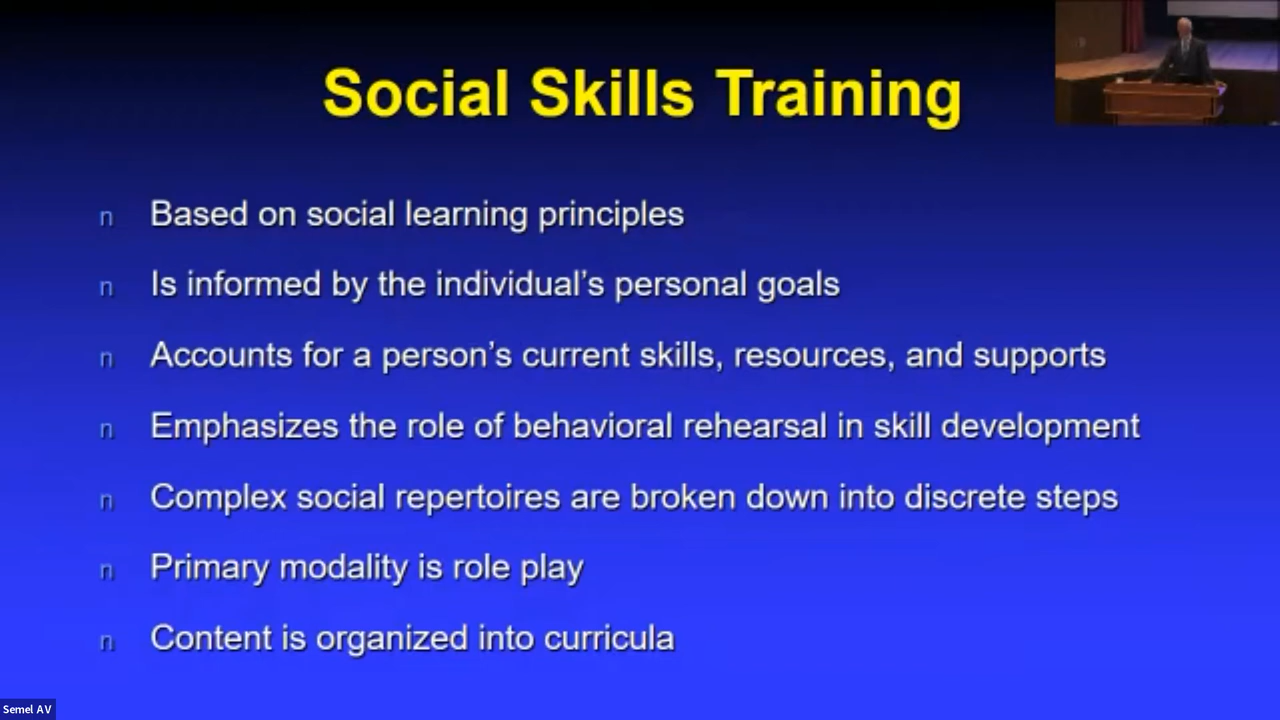 Social Skills Training
n Based on social learning principles
n Is informed by the individual’s personal goals
n Accounts for a person’s current skills, resources, and supports
n Emphasizes the role of behavioral rehearsal in skill development
n Complex social repertoires are broken down into discrete steps
n Primary modality is role play
n Content is organized into curricula
Semel AV